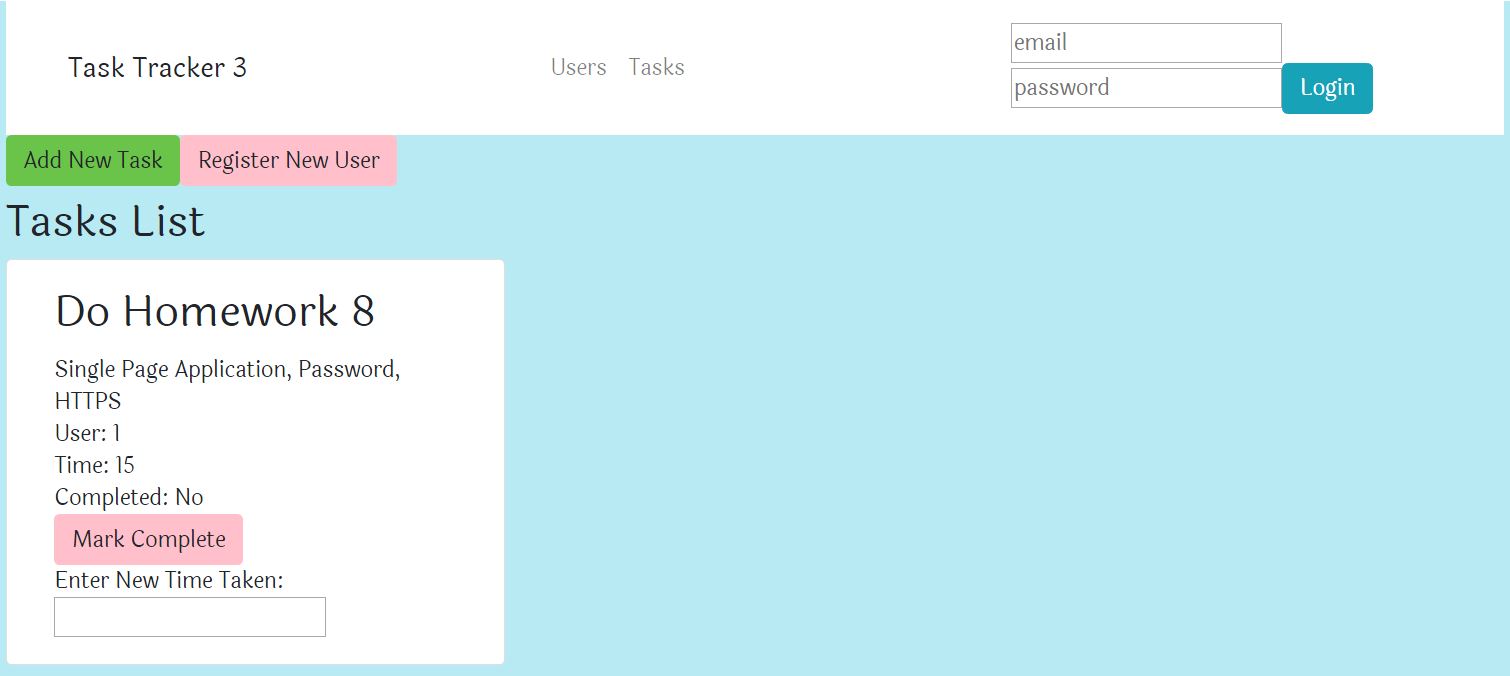 Task Tracker 3
Users Tasks
email
password
Login
Add New Task
Register New User
Tasks List
Do Homework 8
Single Page Application, Password,
HTTPS
User: 1
Time: 15
Completed: No
Mark Complete
Enter New Time Taken: